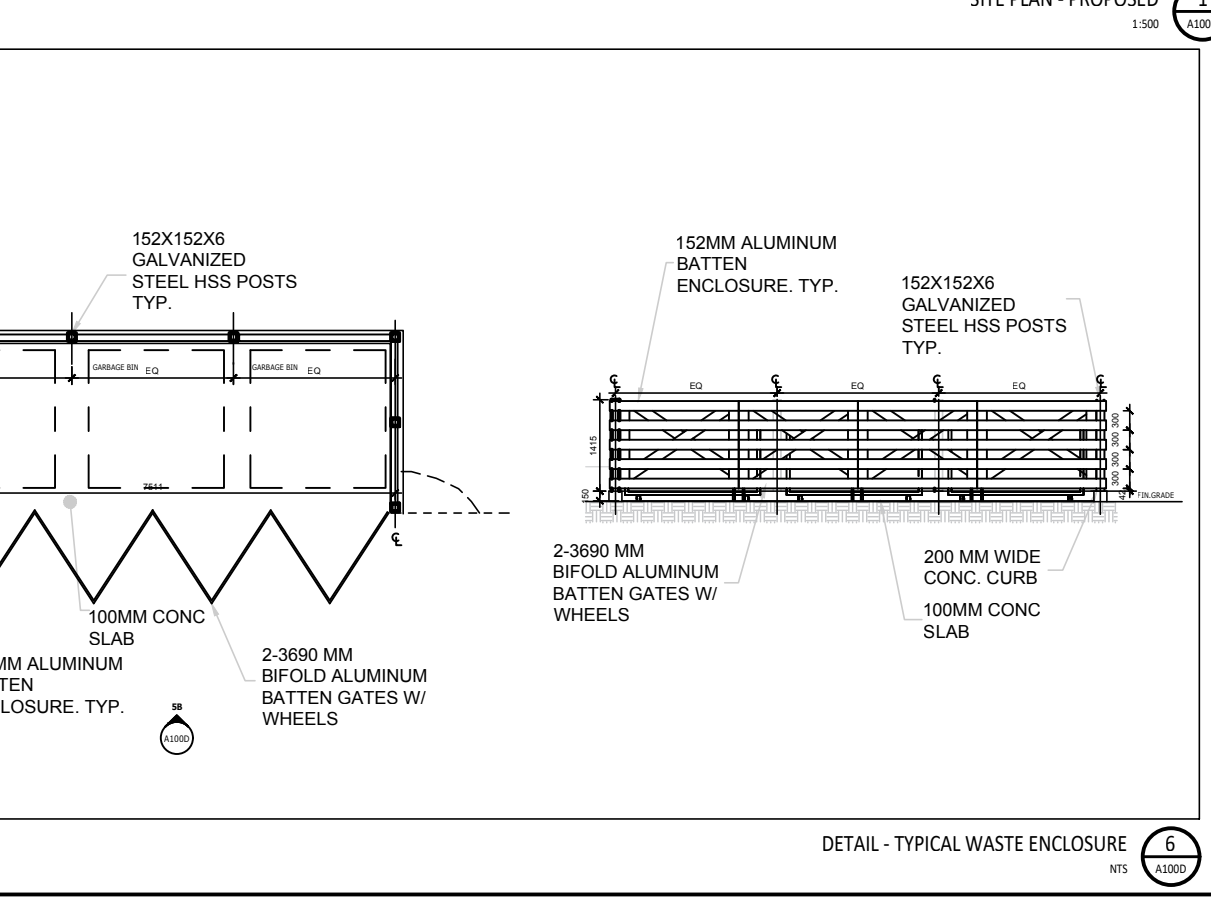 SITE PLAN - PROPOSED
1:500
1
A100
152X152X6
GALVANIZED
STEEL HSS POSTS
TYP.
GARBAGE BIN
EQ
GARBAGE BIN
EQ
7511
100MM CONC
SLAB
MM ALUMINUM
TEN
LOSURE. TYP.
5B
A100D
2-3690 MM
BIFOLD ALUMINUM
BATTEN GATES W/
WHEELS
152MM ALUMINUM
BATTEN
ENCLOSURE. TYP.
152X152X6
GALVANIZED
STEEL HSS POSTS
TYP.
EQ
EQ
EQ
1415
150
300
300
300
300
FIN.GRADE
2-3690 MM
BIFOLD ALUMINUM
BATTEN GATES W/
WHEELS
200 MM WIDE
CONC. CURB
100MM CONC
SLAB
DETAIL - TYPICAL WASTE ENCLOSURE
NTS
6
A100D